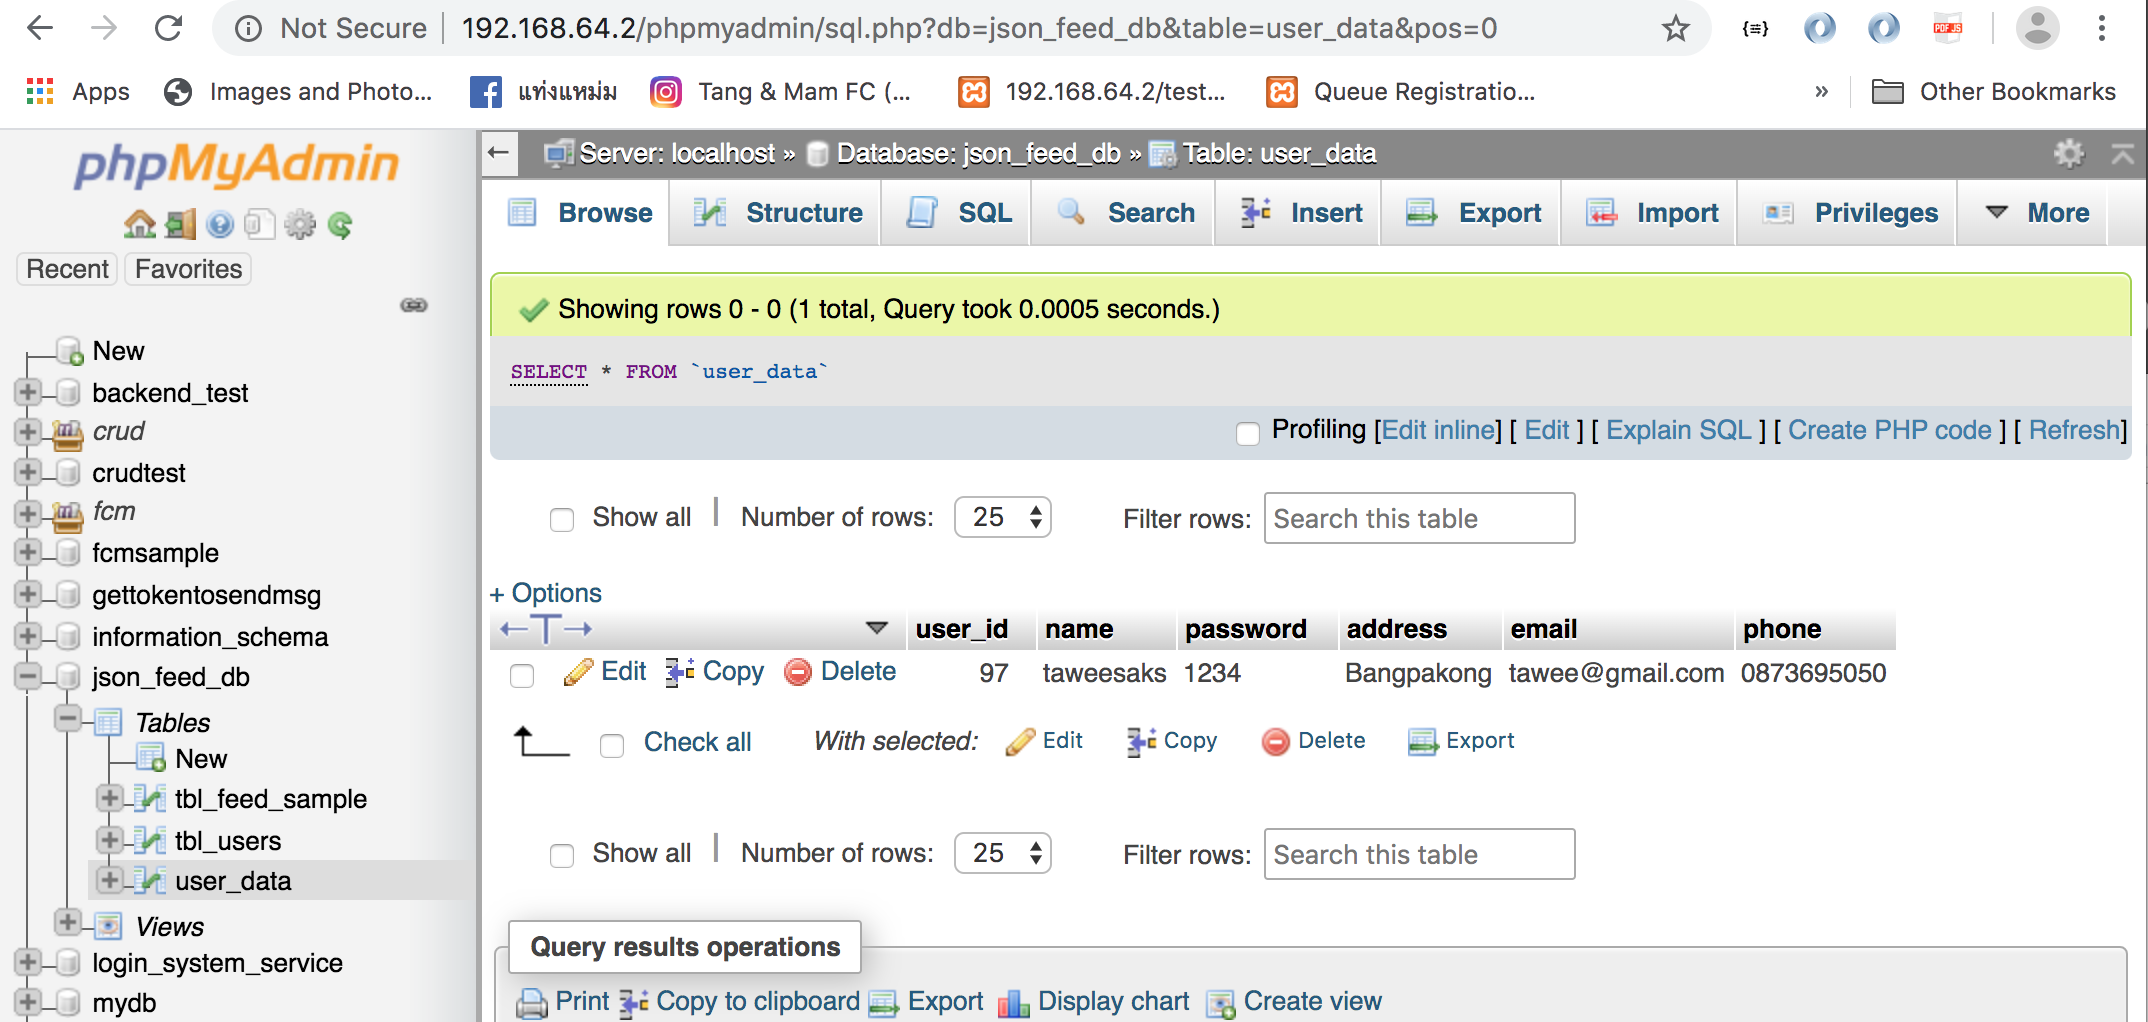 Not Secure 192.168.64.2/phpmyadmin/sql.php?db=json_feed_db&table=user_data&pos=0
Apps Images and Photo... แท่งแหม่ม Tang & Mam FC (... 192.168.64.2/test... Queue Registratio... » Other Bookmarks
phpMyAdmin
Recent Favorites
New
backend_test
crud
crudtest
fcm
fcmsample
gettokentosendmsg
information_schema
json_feed_db
Tables
New
tbl_feed_sample
tbl_users
user_data
Views
login_system_service
mydb
Server: localhost » Database: json_feed_db » Table: user_data
Browse Structure SQL Search Insert Export Import Privileges More
Showing rows 0 - 0 (1 total, Query took 0.0005 seconds.)
SELECT * FROM `user_data`
Profiling [Edit inline] [ Edit ] [ Explain SQL ] [ Create PHP code ] [ Refresh]
Show all | Number of rows: 25 Filter rows: Search this table
+ Options
user_id name password address email phone
Edit Copy Delete 97 taweesaks 1234 Bangpakong tawee@gmail.com 0873695050
Check all With selected: Edit Copy Delete Export
Show all | Number of rows: 25 Filter rows: Search this table
Query results operations
Print Copy to clipboard Export Display chart Create view